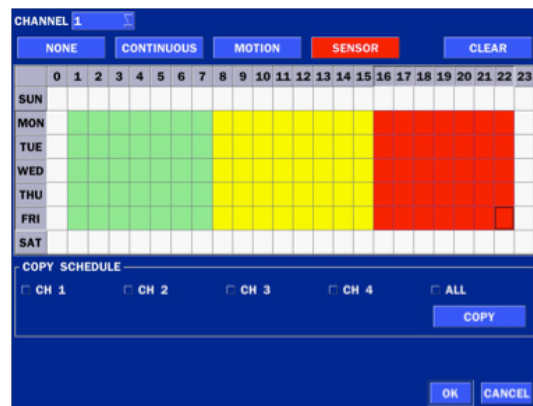 CHANNEL 1
NONE CONTINUOUS MOTION SENSOR CLEAR
0 1 2 3 4 5 6 7 8 9 10 11 12 13 14 15 16 17 18 19 20 21 22 23
SUN
MON
TUE
WED
THU
FRI
SAT
COPY SCHEDULE
CH 1 CH 2 CH 3 CH 4 ALL
COPY
OK CANCEL